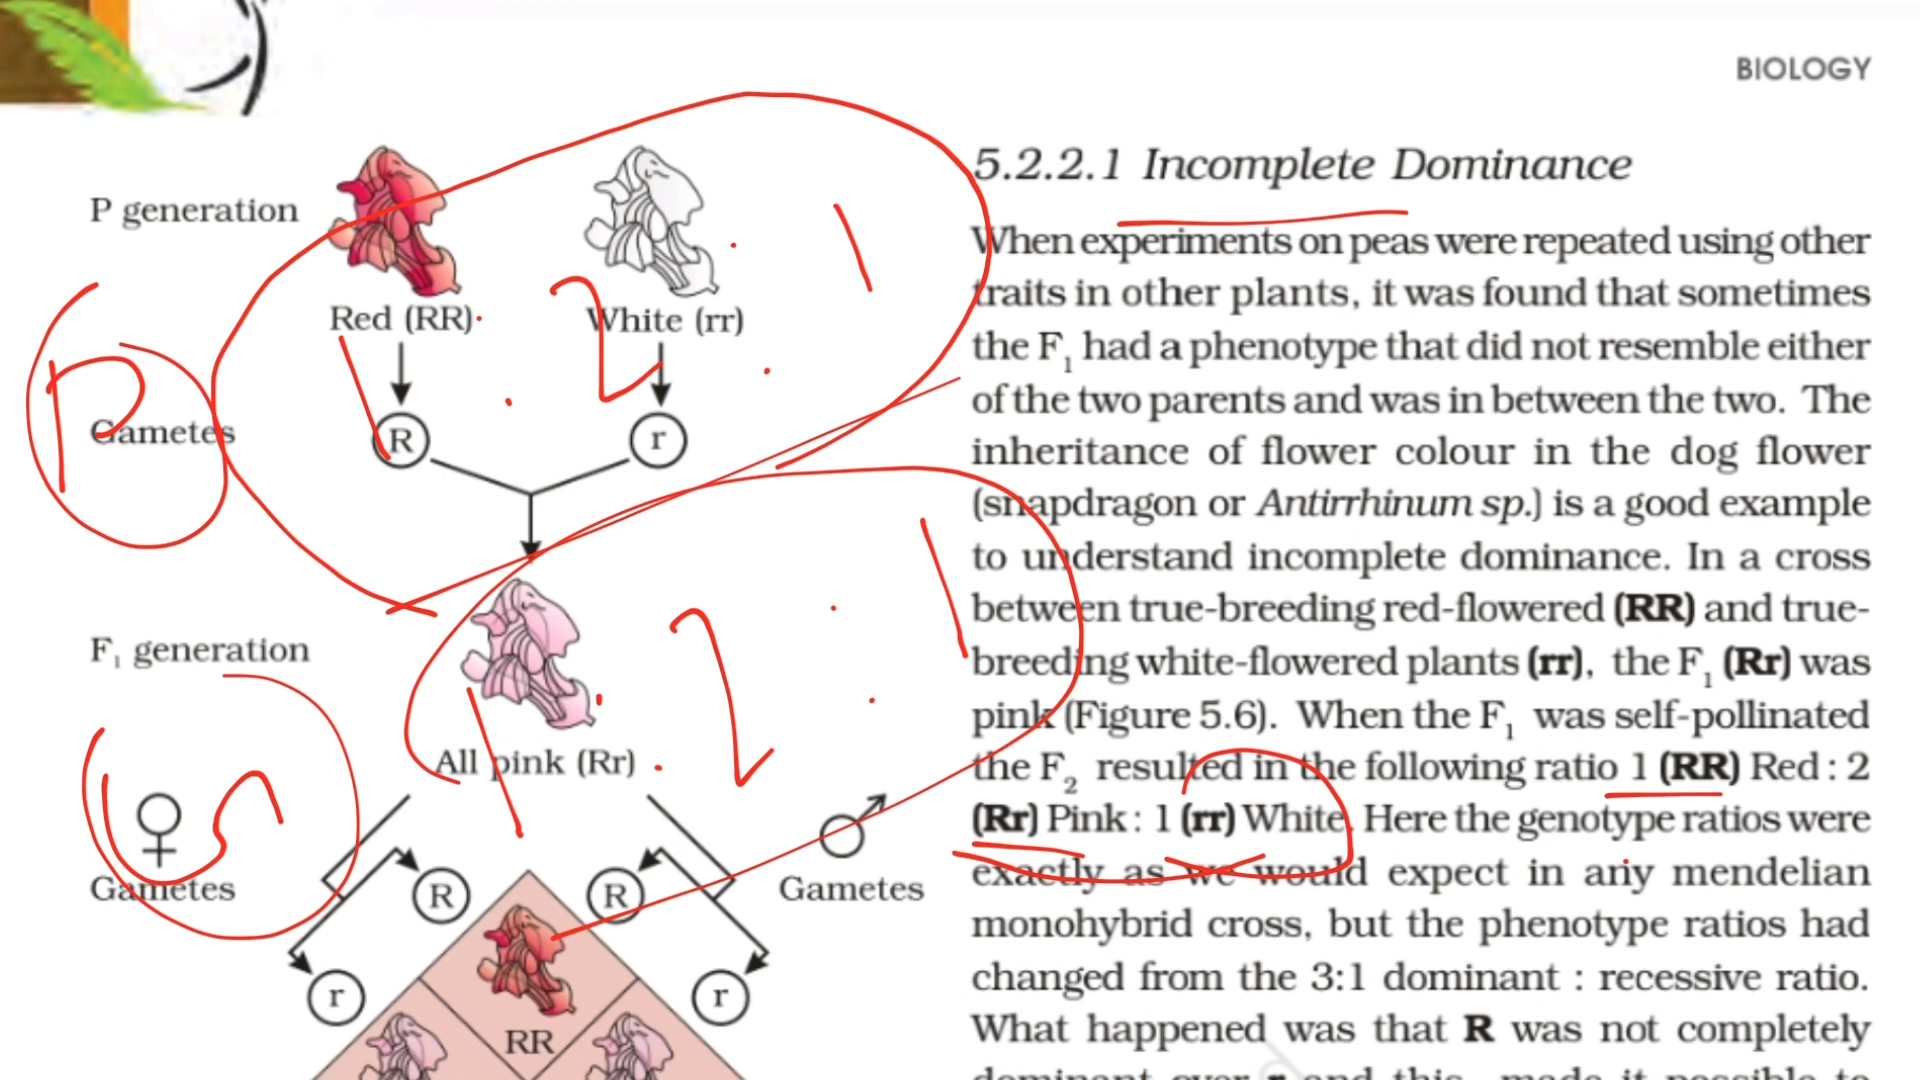 BIOLOGY
P generation
Red (RR)
White (rr)
Gametes
R
r
F1 generation
All pink (Rr)
Gametes
Gametes
R
R
r
r
RR
P
1 : 2 : 1
1 : 2 : 1
5.2.2.1 Incomplete Dominance
When experiments on peas were repeated using other
traits in other plants, it was found that sometimes
the F1 had a phenotype that did not resemble either
of the two parents and was in between the two. The
inheritance of flower colour in the dog flower
(snapdragon or Antirrhinum sp.) is a good example
to understand incomplete dominance. In a cross
between true-breeding red-flowered (RR) and true-
breeding white-flowered plants (rr), the F1 (Rr) was
pink (Figure 5.6). When the F1 was self-pollinated
the F2 resulted in the following ratio 1 (RR) Red : 2
(Rr) Pink : 1 (rr) White. Here the genotype ratios were
exactly as we would expect in any mendelian
monohybrid cross, but the phenotype ratios had
changed from the 3:1 dominant : recessive ratio.
What happened was that R was not completely
dominant over r and this made it possible to